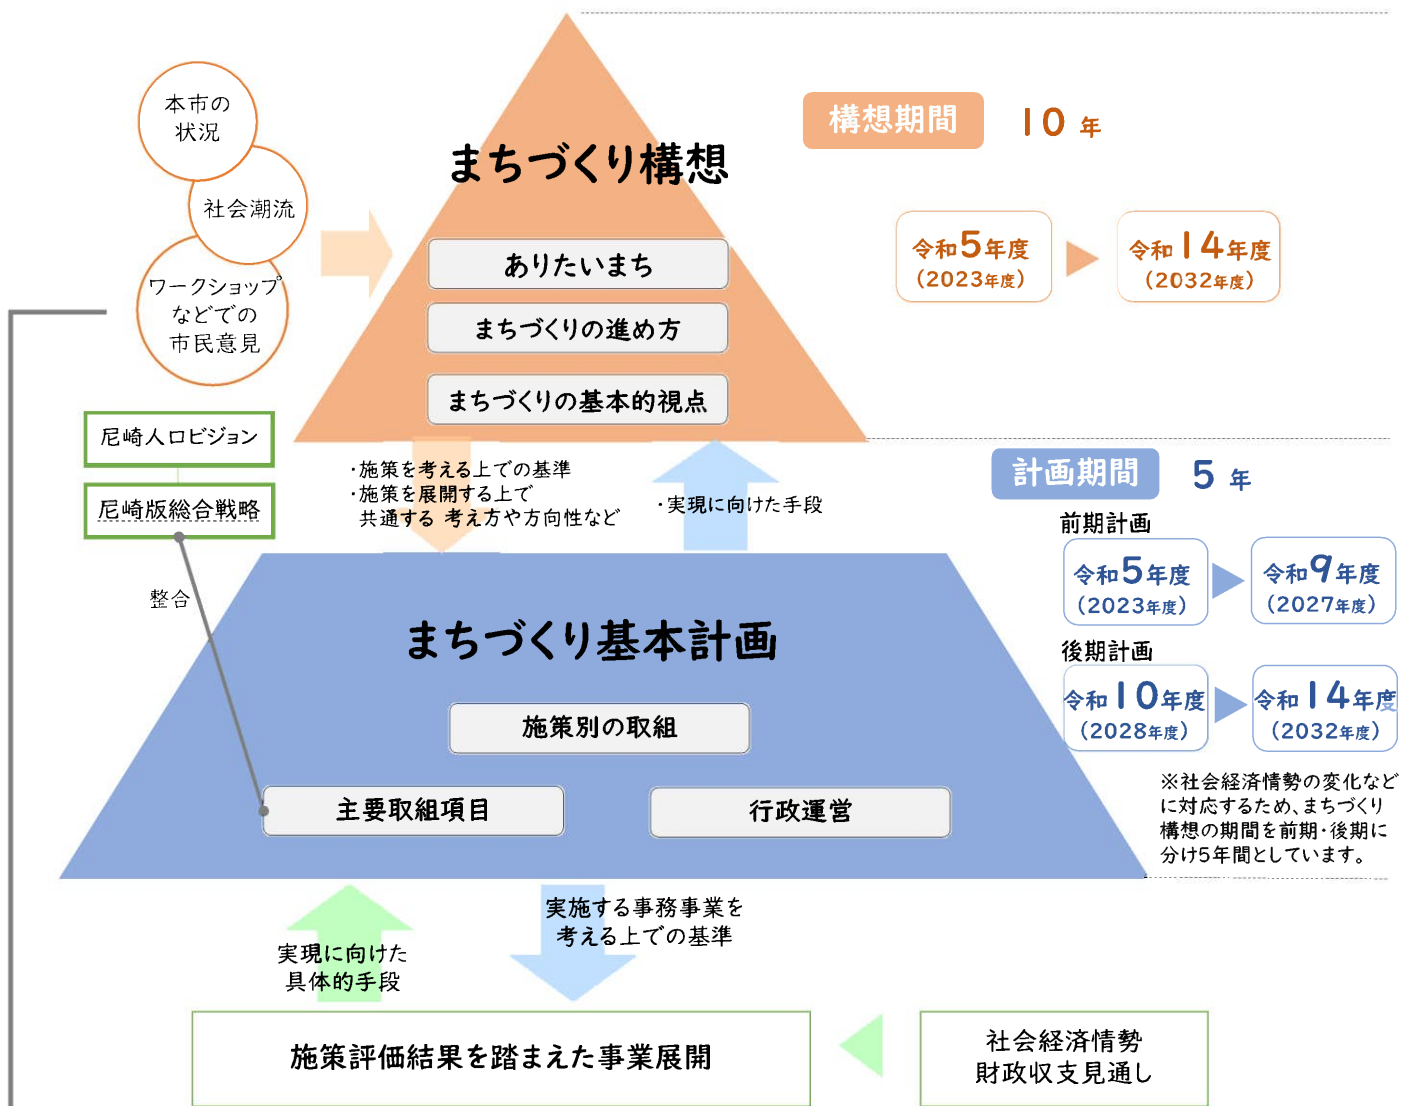 本市の
状況
社会潮流
ワークショップ
などでの
市民意見
まちづくり構想
ありたいまち
まちづくりの進め方
まちづくりの基本的視点
構想期間 10 年
令和5年度
(2023年度)
令和14年度
(2032年度)
尼崎人口ビジョン
尼崎版総合戦略
整合
・施策を考える上での基準
・施策を展開する上で
共通する 考え方や方向性など
・実現に向けた手段
計画期間 5 年
前期計画
令和5年度
(2023年度)
令和9年度
(2027年度)
後期計画
令和10年度
(2028年度)
令和14年度
(2032年度)
※社会経済情勢の変化など
に対応するため、まちづくり
構想の期間を前期・後期に
分け5年間としています。
まちづくり基本計画
施策別の取組
主要取組項目
行政運営
実現に向けた
具体的手段
実施する事務事業を
考える上での基準
施策評価結果を踏まえた事業展開
社会経済情勢
財政収支見通し